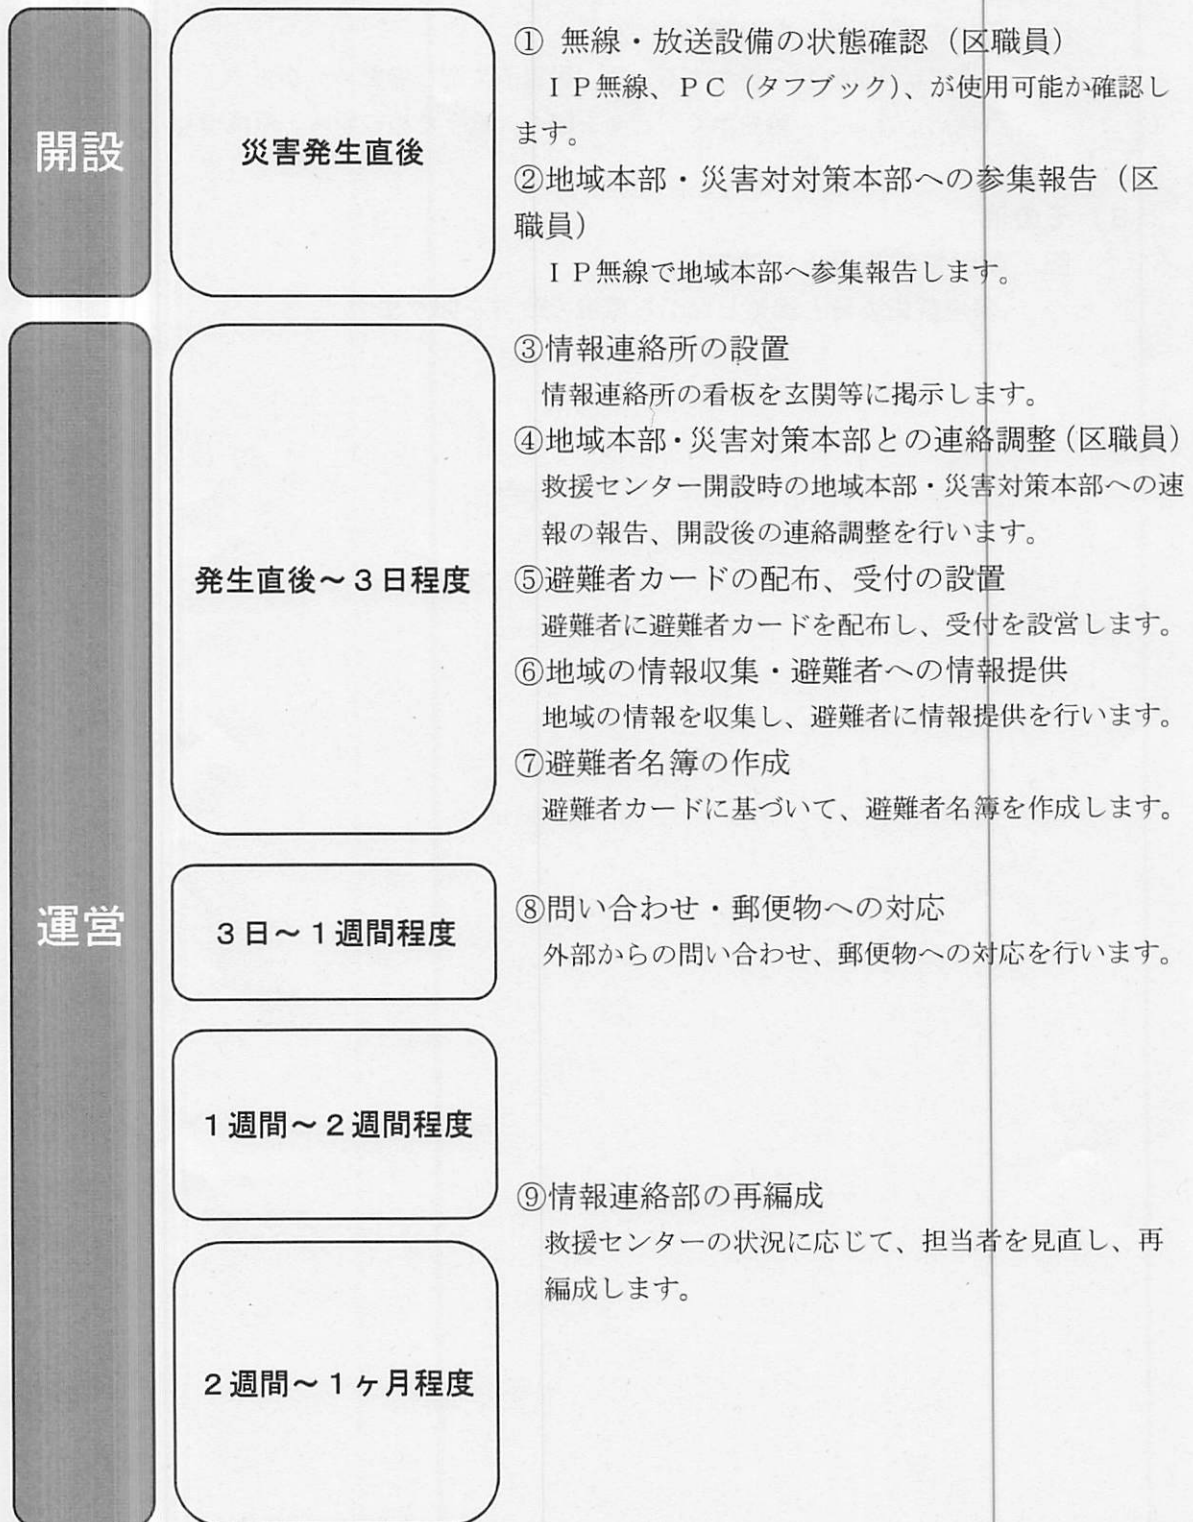 開設
災害発生直後
① 無線・放送設備の状態確認（区職員）
ＩＰ無線、ＰＣ（タフブック）、が使用可能か確認し
ます。
②地域本部・災害対対策本部への参集報告（区
職員）
ＩＰ無線で地域本部へ参集報告します。
運営
発生直後～３日程度
③情報連絡所の設置
情報連絡所の看板を玄関等に掲示します。
④地域本部・災害対策本部との連絡調整（区職員）
救援センター開設時の地域本部・災害対策本部への速
報の報告、開設後の連絡調整を行います。
⑤避難者カードの配布、受付の設置
避難者に避難者カードを配布し、受付を設営します。
⑥地域の情報収集・避難者への情報提供
地域の情報を収集し、避難者に情報提供を行います。
⑦避難者名簿の作成
避難者カードに基づいて、避難者名簿を作成します。
３日～１週間程度
⑧問い合わせ・郵便物への対応
外部からの問い合わせ、郵便物への対応を行います。
１週間～２週間程度
⑨情報連絡部の再編成
救援センターの状況に応じて、担当者を見直し、再
編成します。
２週間～１ヶ月程度